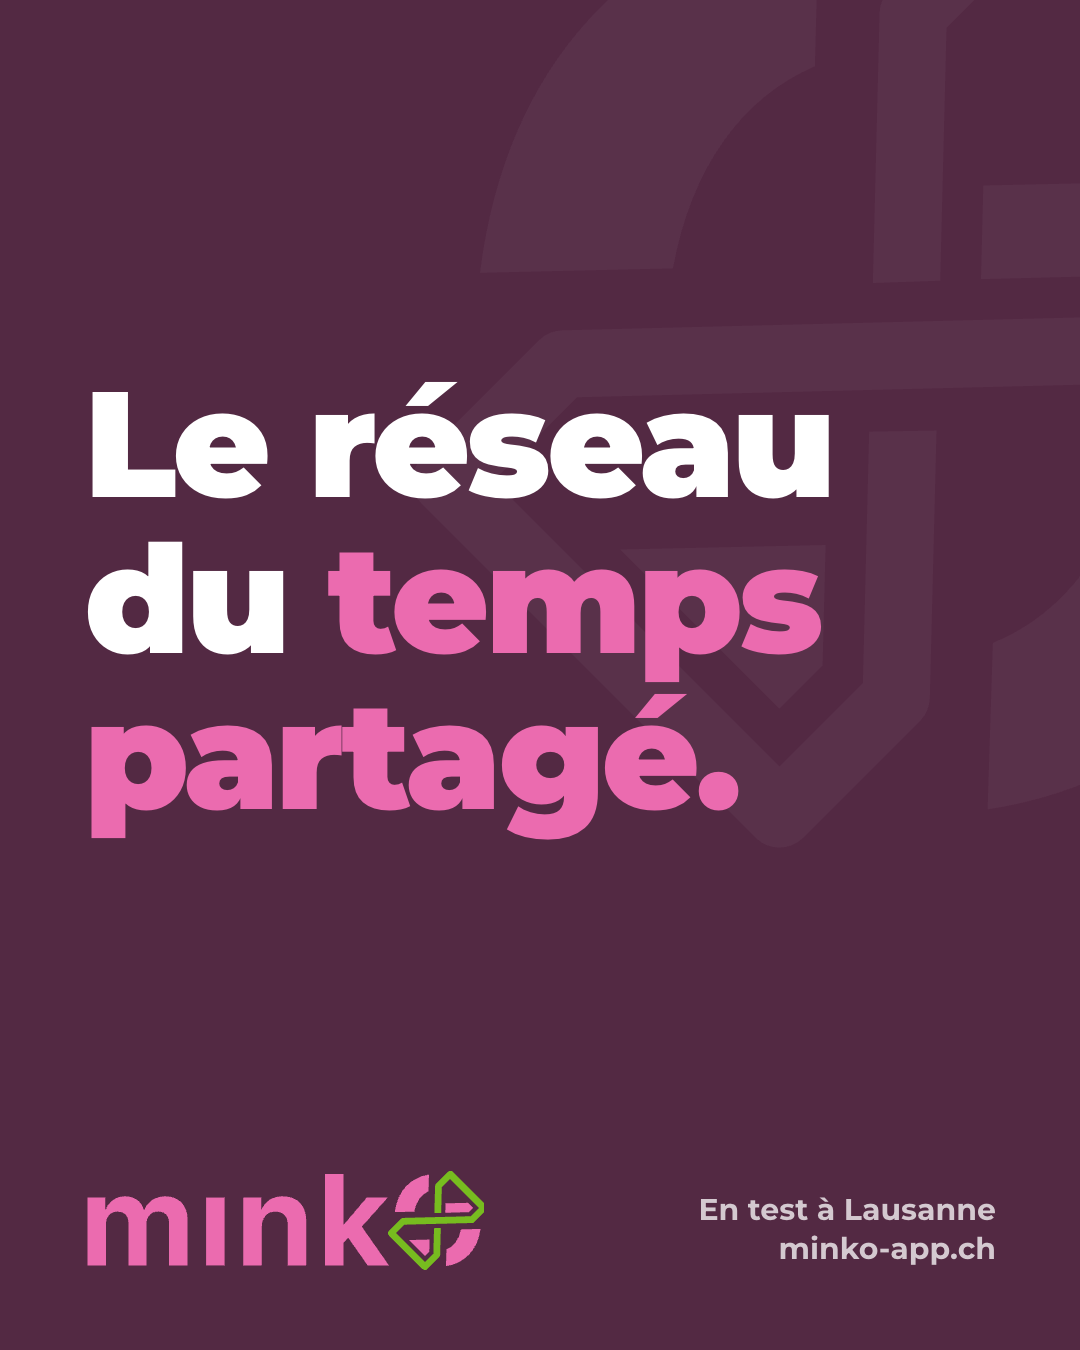 Le réseau
du temps
partagé.
minko
En test à Lausanne
minko-app.ch